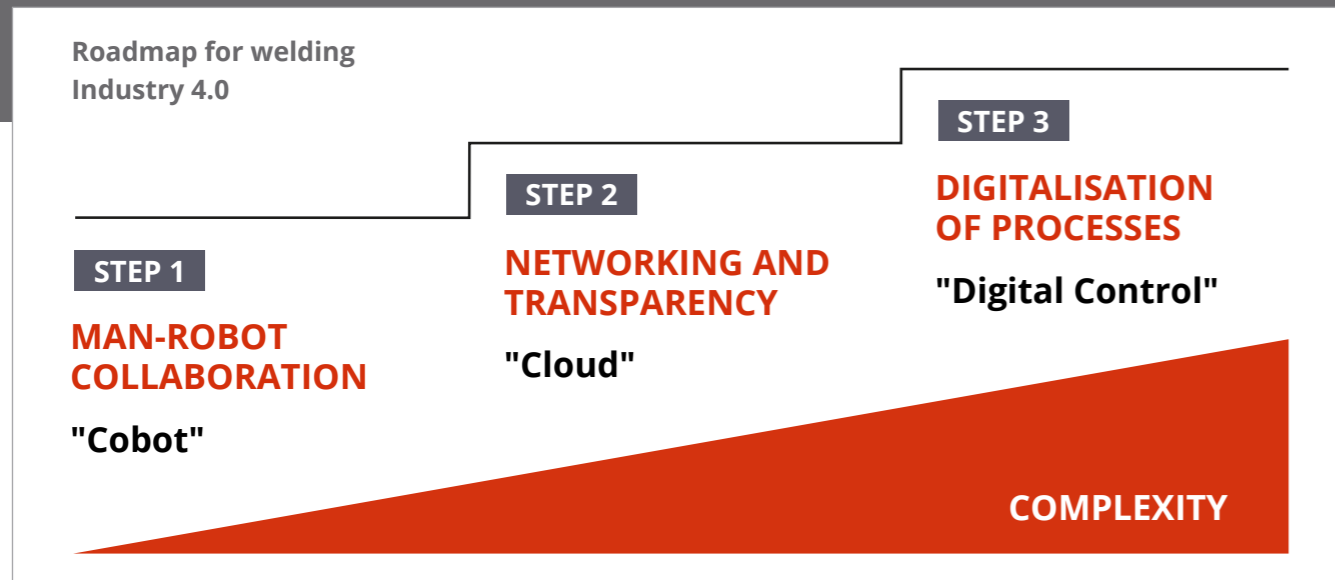 Roadmap for welding
Industry 4.0
STEP 1
MAN-ROBOT
COLLABORATION
"Cobot"
STEP 2
NETWORKING AND
TRANSPARENCY
"Cloud"
STEP 3
DIGITALISATION
OF PROCESSES
"Digital Control"
COMPLEXITY